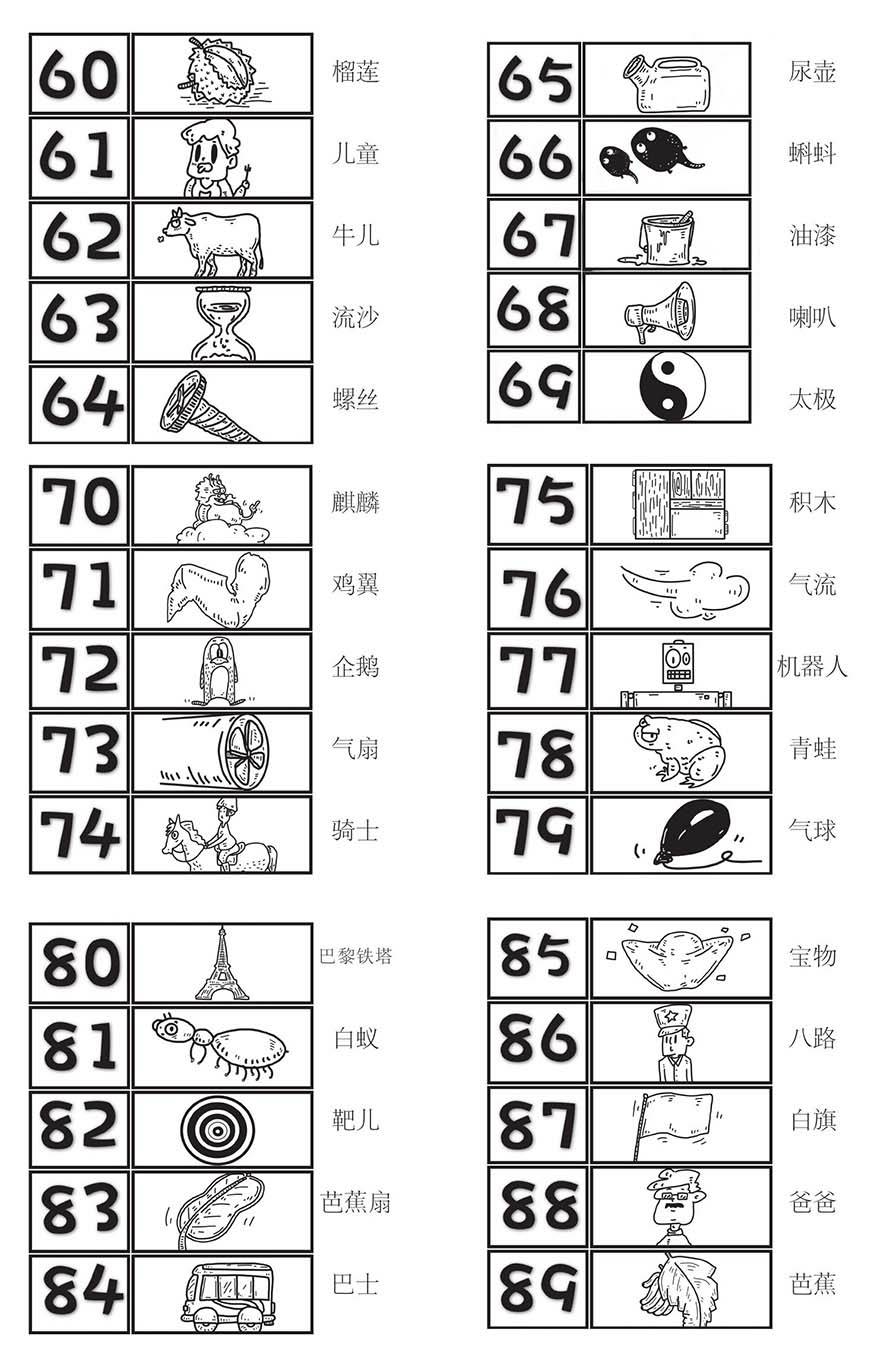 60 榴莲
61 儿童
62 牛儿
63 流沙
64 螺丝
65 尿壶
66 蝌蚪
67 油漆
68 喇叭
69 太极
70 麒麟
71 鸡翼
72 企鹅
73 气扇
74 骑士
75 积木
76 气流
77 机器人
78 青蛙
79 气球
80 巴黎铁塔
81 白蚁
82 靶儿
83 芭蕉扇
84 巴士
85 宝物
86 八路
87 白旗
88 爸爸
89 芭蕉